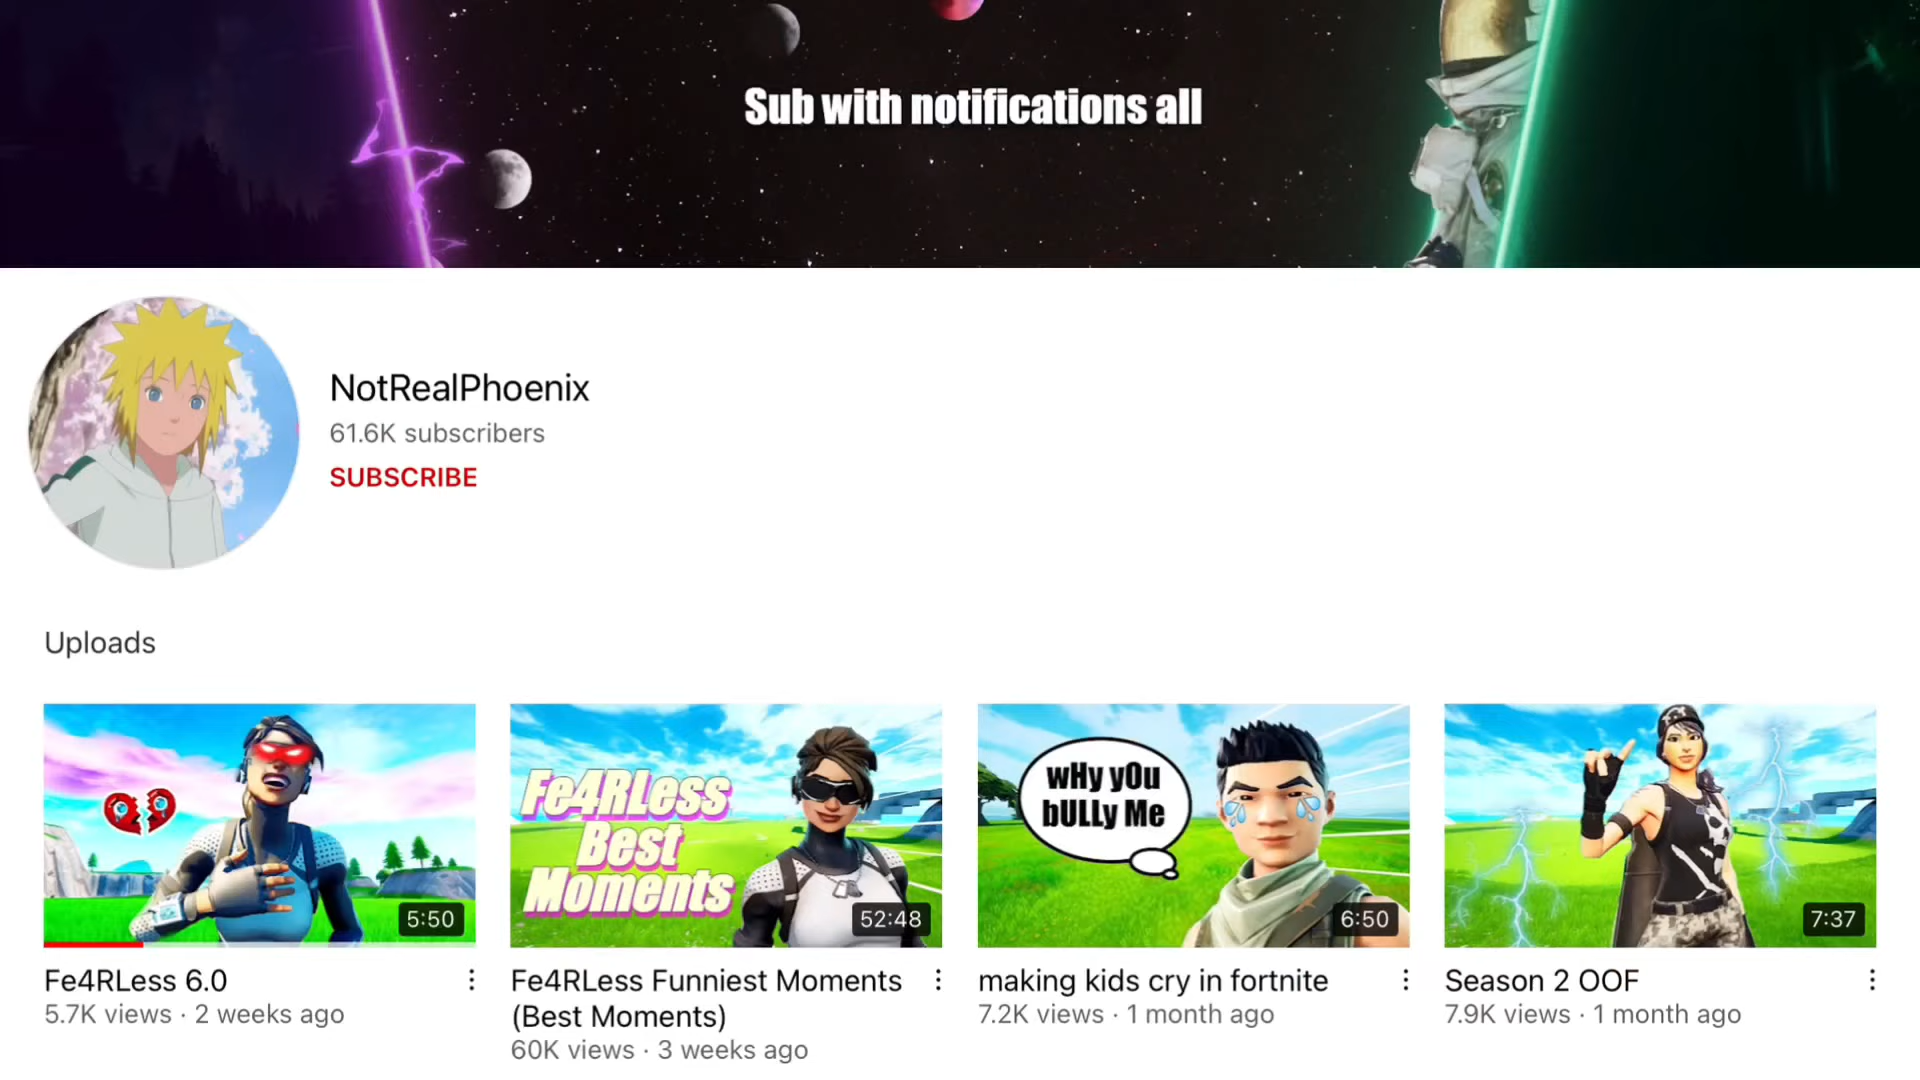 Sub with notifications all
NotRealPhoenix
61.6K subscribers
SUBSCRIBE
Uploads
5:50
Fe4RLess 6.0
5.7K views · 2 weeks ago
Fe4RLess
Best
Moments
52:48
Fe4RLess Funniest Moments
(Best Moments)
60K views · 3 weeks ago
wHy yOu
bULLy Me
6:50
making kids cry in fortnite
7.2K views · 1 month ago
7:37
Season 2 OOF
7.9K views · 1 month ago